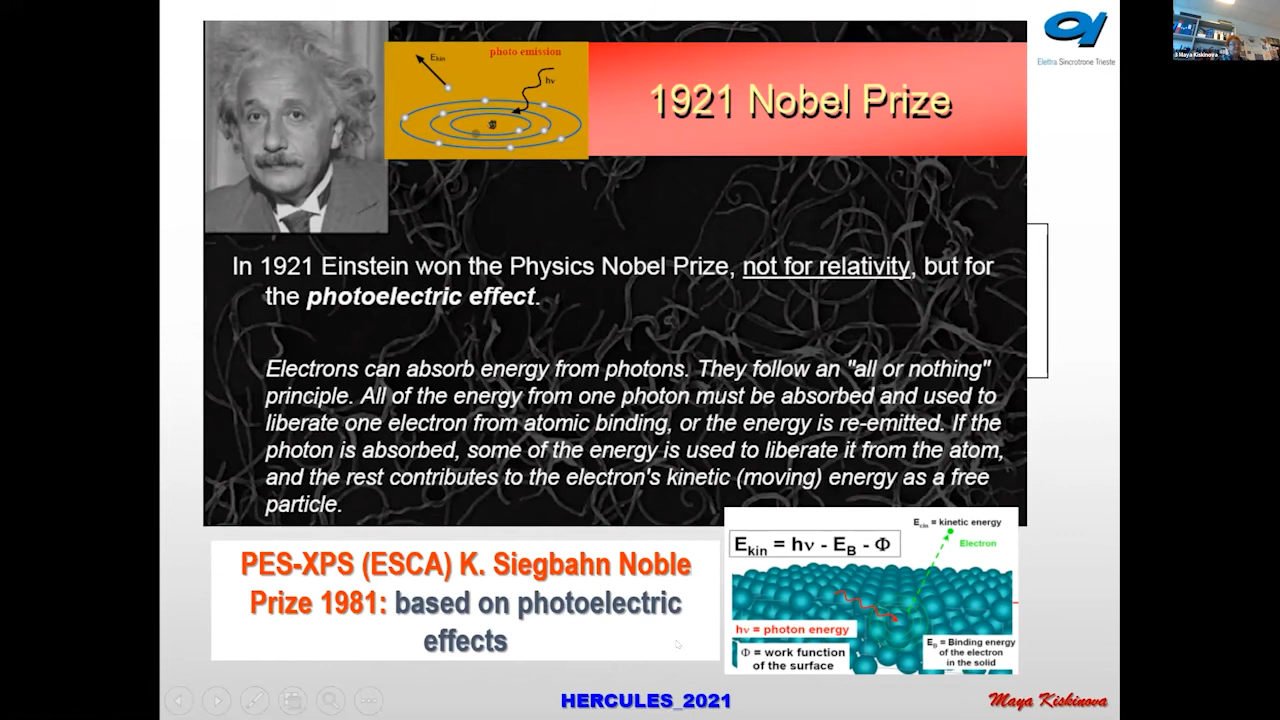 photo emission
Ekin
hν
1921 Nobel Prize
Elettra Sincrotrone Trieste
Maya Kiskinova
In 1921 Einstein won the Physics Nobel Prize, not for relativity, but for
the photoelectric effect.
Electrons can absorb energy from photons. They follow an "all or nothing"
principle. All of the energy from one photon must be absorbed and used to
liberate one electron from atomic binding, or the energy is re-emitted. If the
photon is absorbed, some of the energy is used to liberate it from the atom,
and the rest contributes to the electron's kinetic (moving) energy as a free
particle.
PES-XPS (ESCA) K. Siegbahn Noble
Prize 1981: based on photoelectric
effects
Ecin = kinetic energy
Electron
Ekin = hν - EB - Φ
hν = photon energy
Φ = work function
of the surface
EB = Binding energy
of the electron
in the solid
HERCULES_2021
Maya Kiskinova